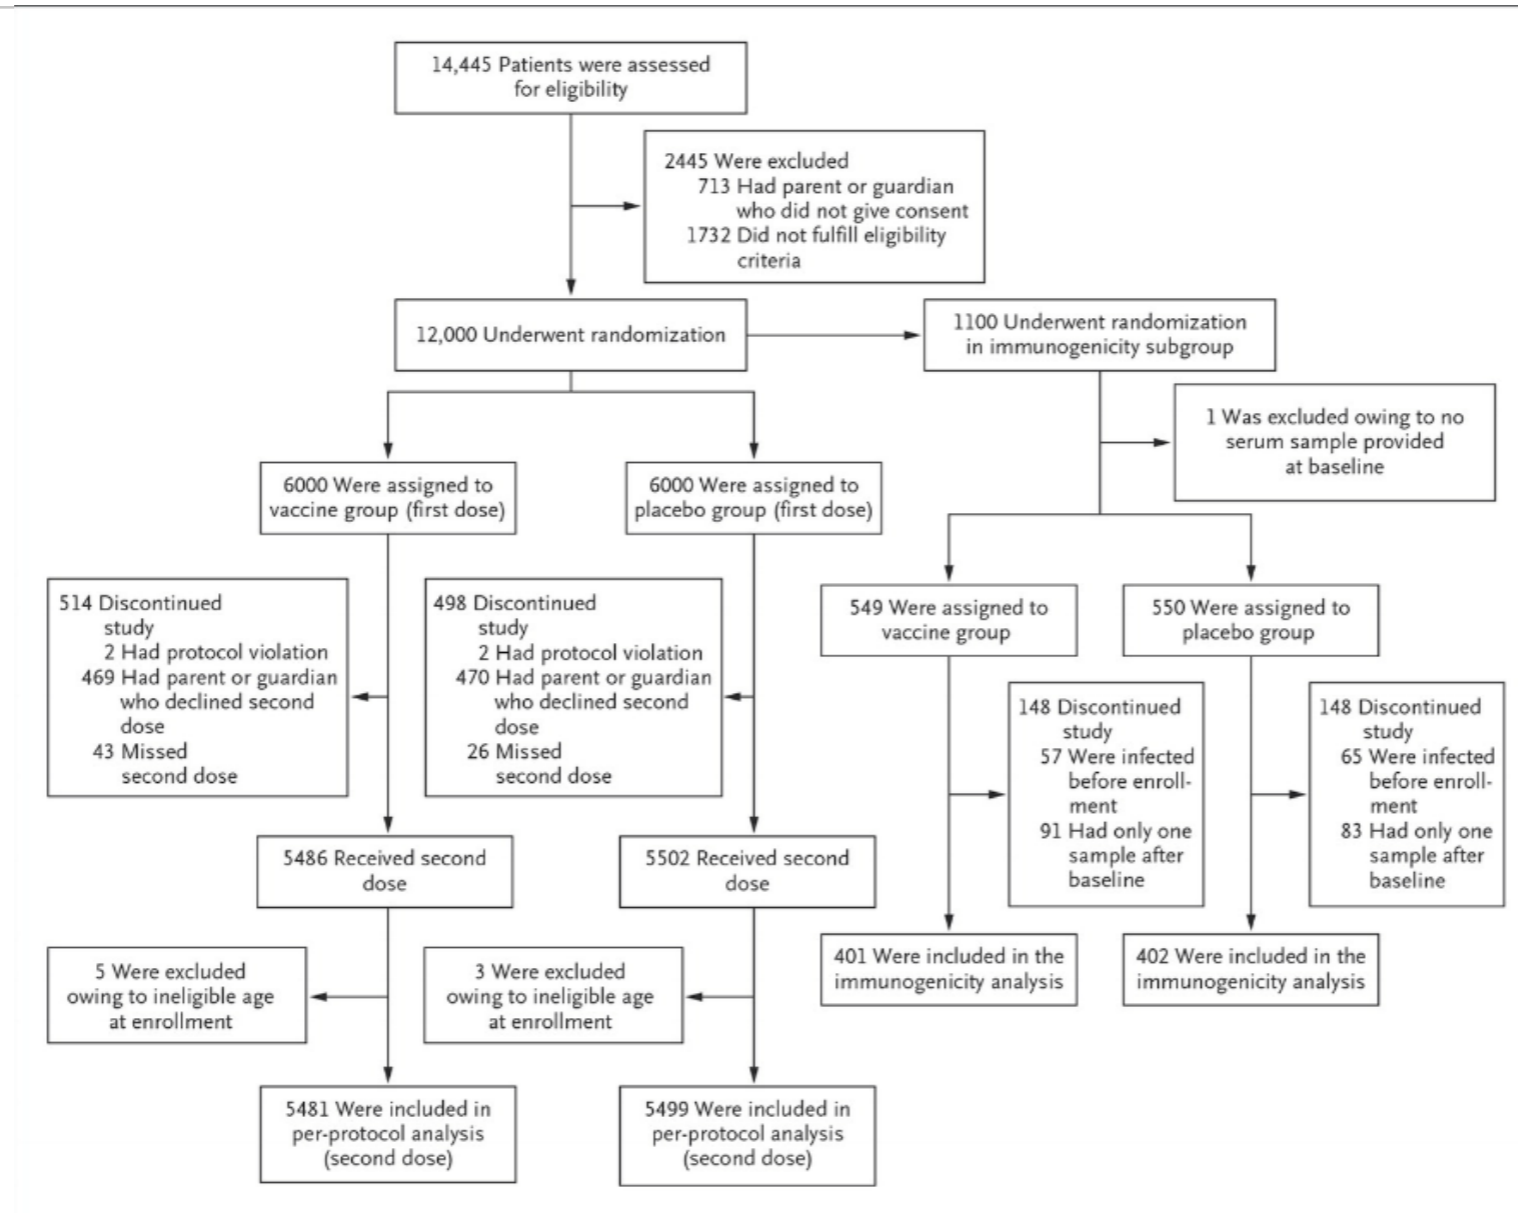 14,445 Patients were assessed
for eligibility
2445 Were excluded
713 Had parent or guardian
who did not give consent
1732 Did not fulfill eligibility
criteria
12,000 Underwent randomization
1100 Underwent randomization
in immunogenicity subgroup
1 Was excluded owing to no
serum sample provided
at baseline
6000 Were assigned to
vaccine group (first dose)
6000 Were assigned to
placebo group (first dose)
514 Discontinued
study
2 Had protocol violation
469 Had parent or guardian
who declined second
dose
43 Missed
second dose
498 Discontinued
study
2 Had protocol violation
470 Had parent or guardian
who declined second
dose
26 Missed
second dose
549 Were assigned to
vaccine group
550 Were assigned to
placebo group
148 Discontinued
study
57 Were infected
before enroll-
ment
91 Had only one
sample after
baseline
148 Discontinued
study
65 Were infected
before enroll-
ment
83 Had only one
sample after
baseline
5486 Received second
dose
5502 Received second
dose
401 Were included in the
immunogenicity analysis
402 Were included in the
immunogenicity analysis
5 Were excluded
owing to ineligible age
at enrollment
3 Were excluded
owing to ineligible age
at enrollment
5481 Were included in
per-protocol analysis
(second dose)
5499 Were included in
per-protocol analysis
(second dose)